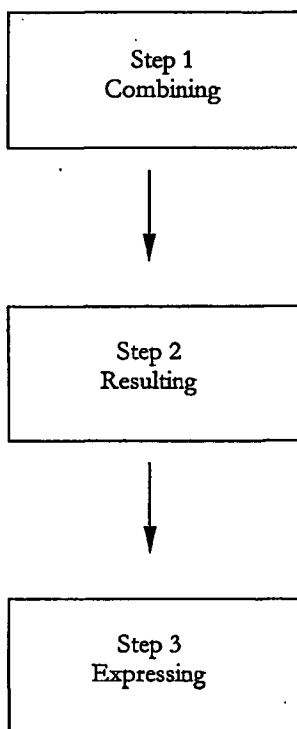 Step 1
Combining
Step 2
Resulting
Step 3
Expressing